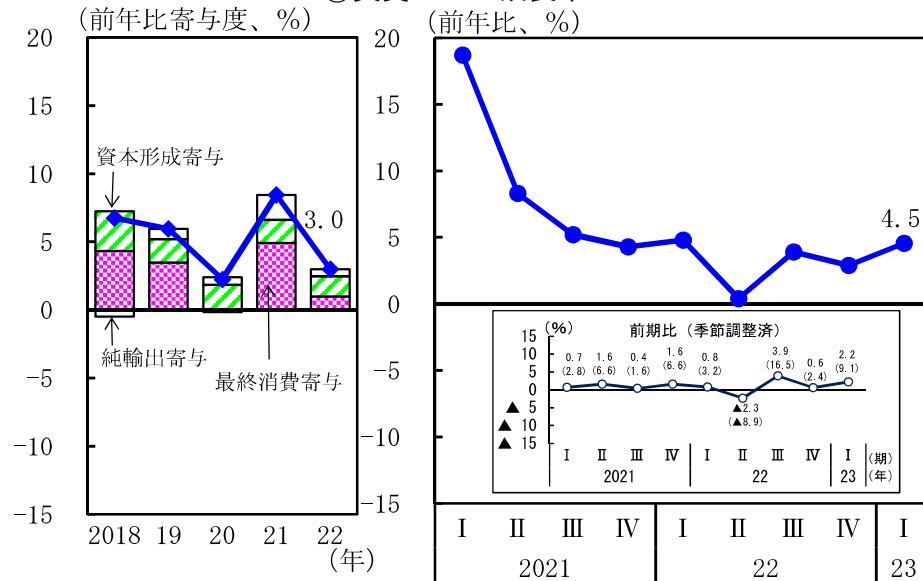 (前年比寄与度、%)
20
15
10
5
0
−5
−10
−15
資本形成寄与
3.0
純輸出寄与
最終消費寄与
2018 19 20 21 22
(年)
(前年比、%)
20
15
10
5
0
−5
−10
−15
4.5
(%)
前期比（季節調整済）
15
10
5
0
▲ 5
▲ 10
▲ 15
0.7 1.6 0.4 1.6 0.8 3.9 0.6 2.2
(2.8) (6.6) (1.6) (6.6) (3.2) (16.5) (2.4) (9.1)
▲2.3
(▲8.9)
Ⅰ Ⅱ Ⅲ Ⅳ Ⅰ Ⅱ Ⅲ Ⅳ Ⅰ (期)
2021 22 23 (年)
Ⅰ Ⅱ Ⅲ Ⅳ Ⅰ Ⅱ Ⅲ Ⅳ Ⅰ
2021 22 23